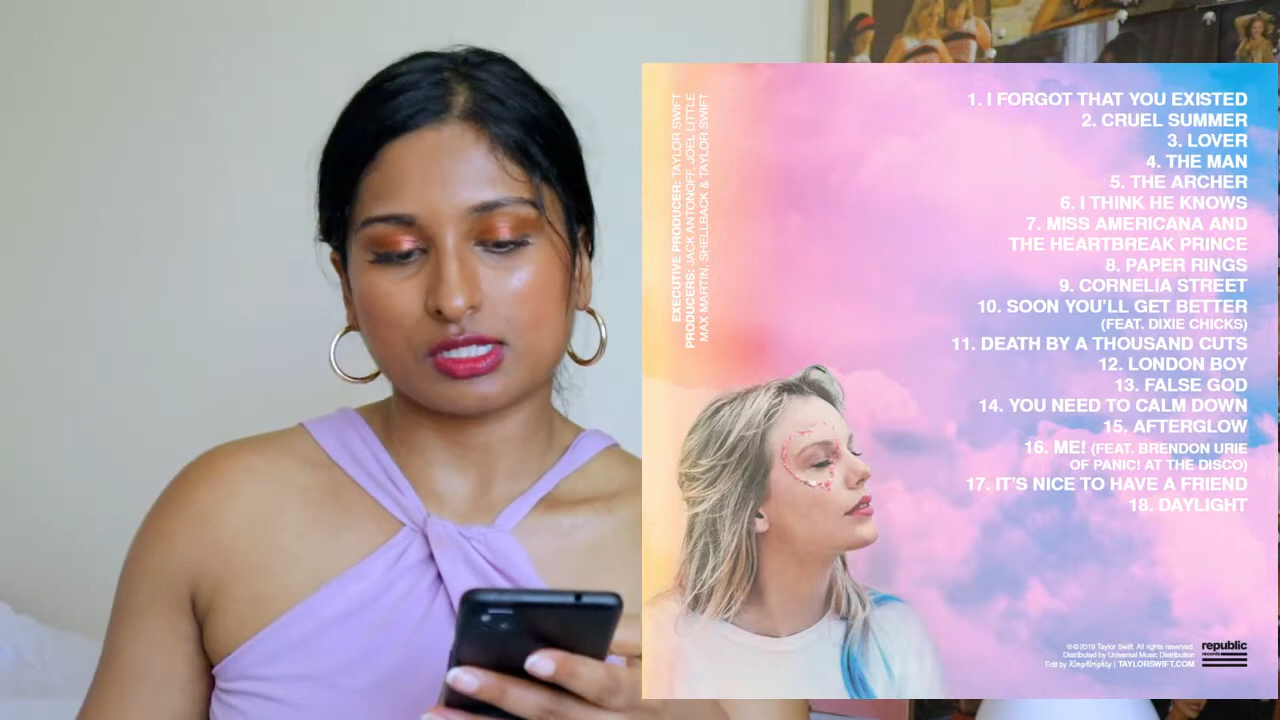 EXECUTIVE PRODUCER: TAYLOR SWIFT
PRODUCERS: JACK ANTONOFF, JOEL LITTLE
MAX MARTIN, SHELLBACK & TAYLOR SWIFT
1. I FORGOT THAT YOU EXISTED
2. CRUEL SUMMER
3. LOVER
4. THE MAN
5. THE ARCHER
6. I THINK HE KNOWS
7. MISS AMERICANA AND
THE HEARTBREAK PRINCE
8. PAPER RINGS
9. CORNELIA STREET
10. SOON YOU'LL GET BETTER
(FEAT. DIXIE CHICKS)
11. DEATH BY A THOUSAND CUTS
12. LONDON BOY
13. FALSE GOD
14. YOU NEED TO CALM DOWN
15. AFTERGLOW
16. ME! (FEAT. BRENDON URIE
OF PANIC! AT THE DISCO)
17. IT'S NICE TO HAVE A FRIEND
18. DAYLIGHT
℗© 2019 Taylor Swift. All rights reserved.
Distributed by Universal Music Distribution
Edit by KingAlrighty | TAYLORSWIFT.COM
republic
records